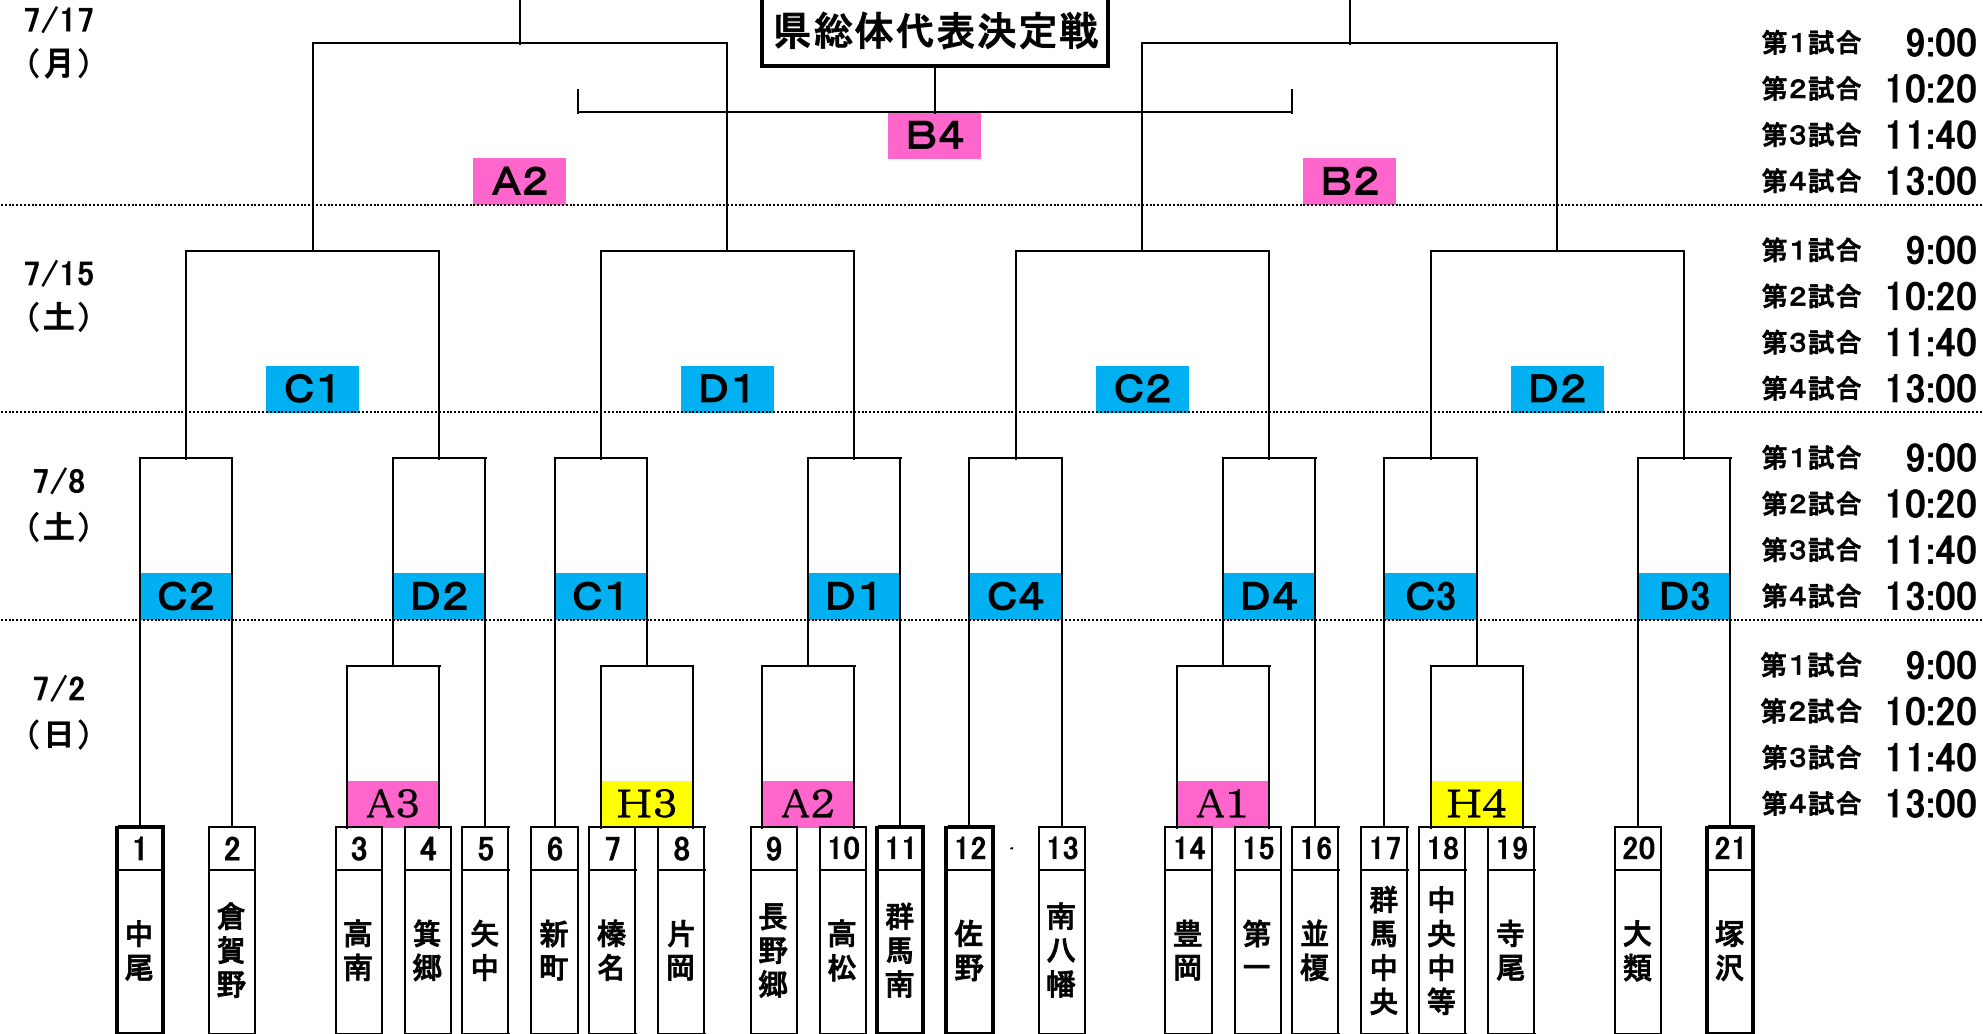 7/17
（月）
県総体代表決定戦
第1試合 9:00
第2試合 10:20
第3試合 11:40
第4試合 13:00
B4
A2 B2
7/15
（土）
第1試合 9:00
第2試合 10:20
第3試合 11:40
第4試合 13:00
C1 D1 C2 D2
7/8
（土）
第1試合 9:00
第2試合 10:20
第3試合 11:40
第4試合 13:00
C2 D2 C1 D1 C4 D4 C3 D3
7/2
（日）
第1試合 9:00
第2試合 10:20
第3試合 11:40
第4試合 13:00
A3 H3 A2 A1 H4
1 2 3 4 5 6 7 8 9 10 11 12 13 14 15 16 17 18 19 20 21
中尾
倉賀野
高南
箕郷
矢中
新町
榛名
片岡
長野郷
高松
群馬南
佐野
南八幡
豊岡
第一
並榎
群馬中央
中央中等
寺尾
大類
塚沢